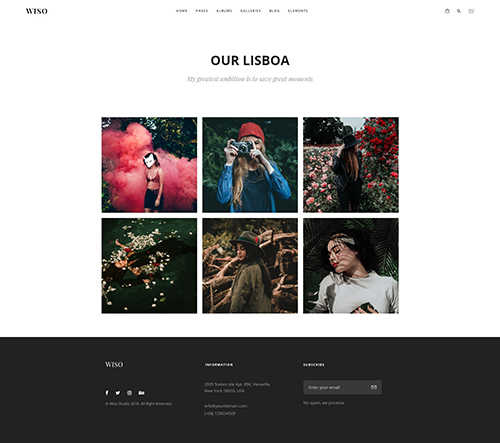 WISO
HOME PAGES ALBUMS GALLERIES BLOG ELEMENTS
OUR LISBOA
My greatest ambition is to save great moments
WISO
© Wiso Studio 2018, All Right Reserved.
INFORMATION
2005 Stokes Isle Apt. 896, Venaville,
New York 10010, USA
info@yourdomain.com
(+68) 120034509
SUBSCRIBE
Enter your email
No spam, we promise